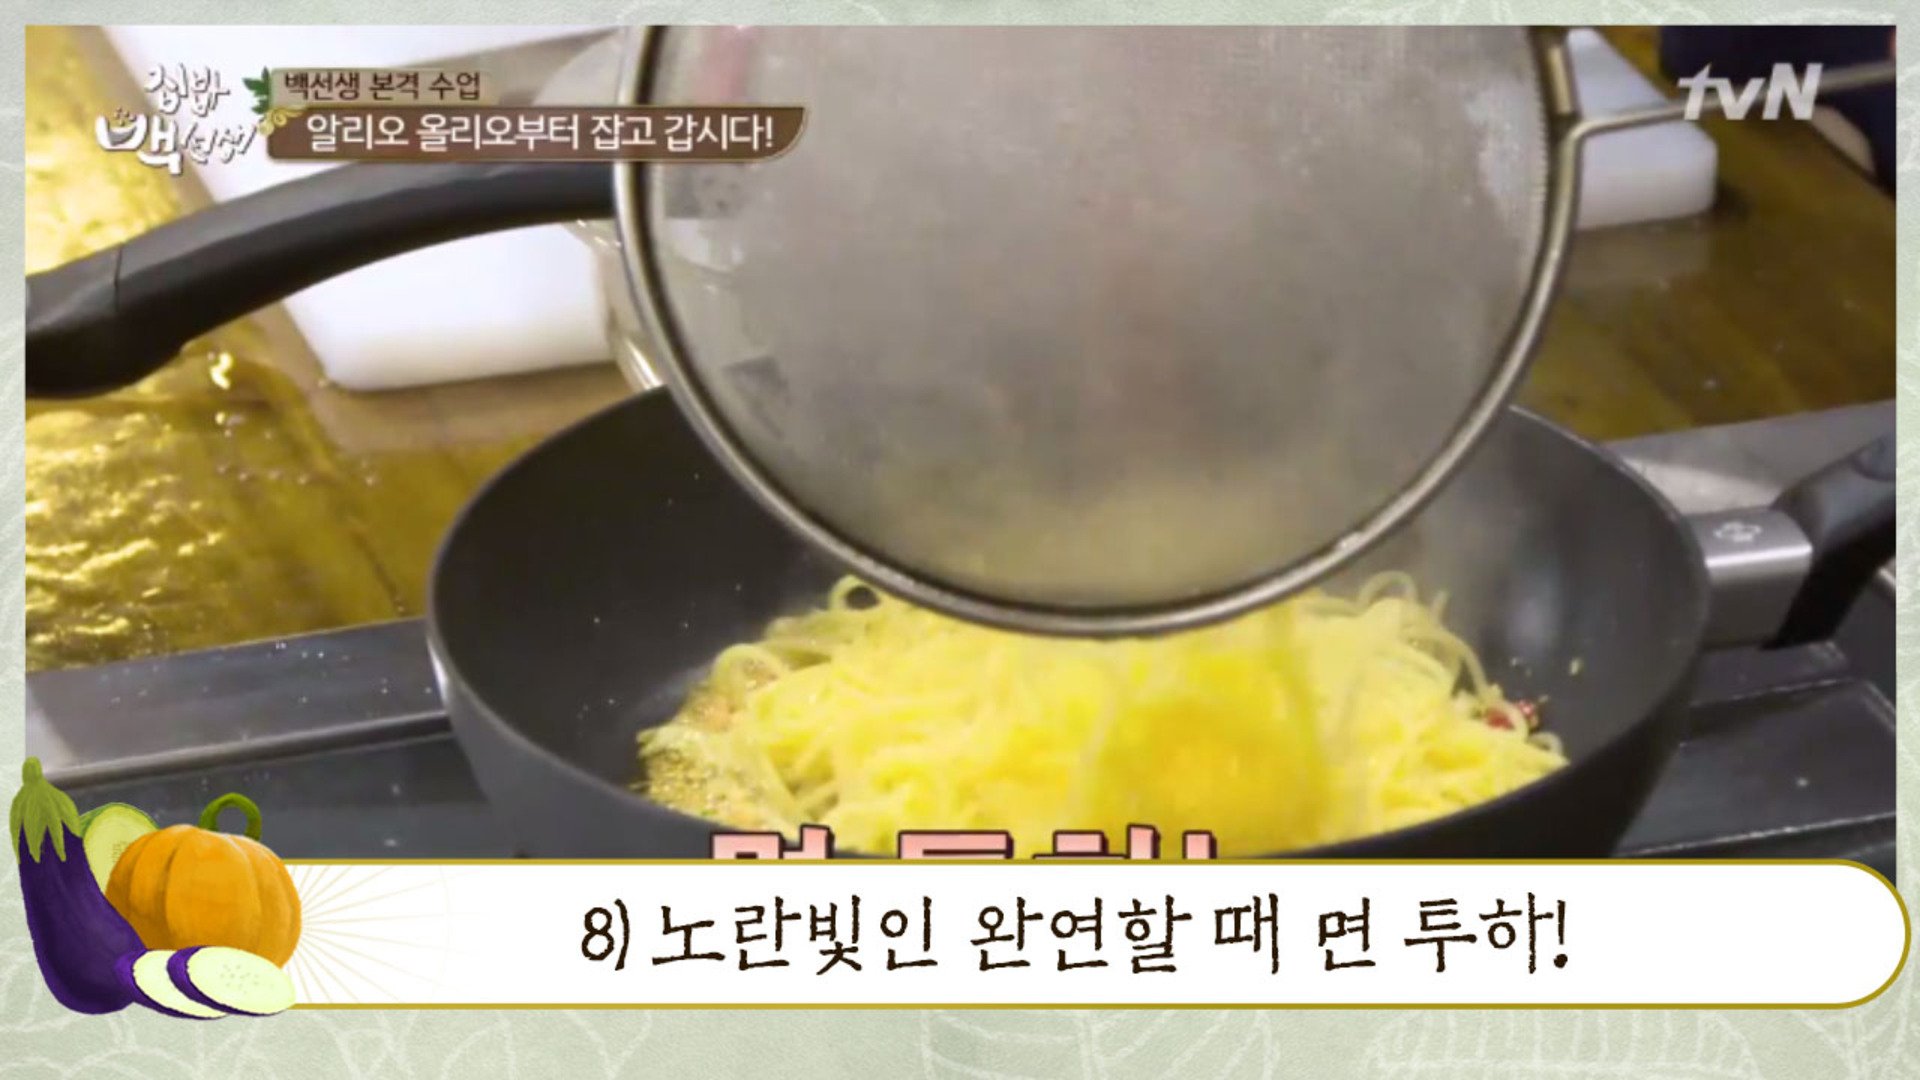 집밥
백선생
백선생 본격 수업
알리오 올리오부터 잡고 갑시다!
tvN
8) 노란빛인 완연할 때 면 투하!